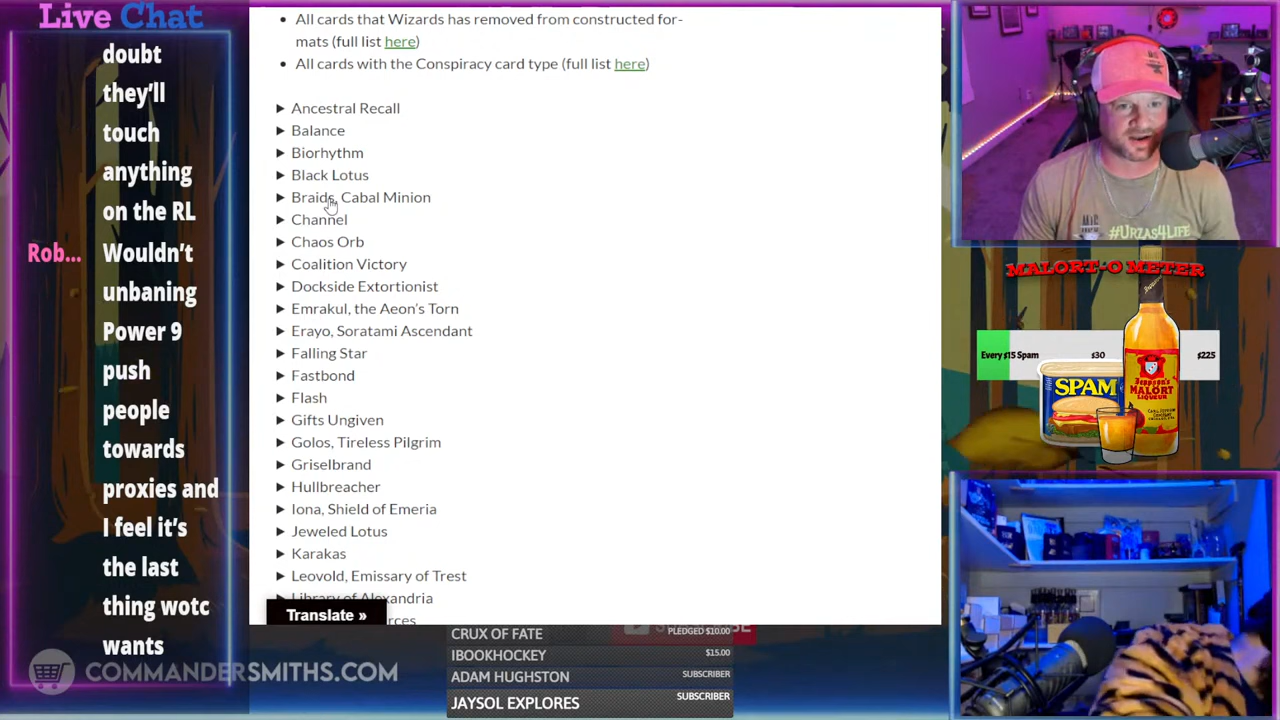 Live Chat
doubt
they'll
touch
anything
on the RL
Rob... Wouldn't
unbaning
Power 9
push
people
towards
proxies and
I feel it's
the last
thing wotc
wants
COMMANDERSMITHS.COM
• All cards that Wizards has removed from constructed for-
mats (full list here)
• All cards with the Conspiracy card type (full list here)
► Ancestral Recall
► Balance
► Biorhythm
► Black Lotus
► Braids, Cabal Minion
► Channel
► Chaos Orb
► Coalition Victory
► Dockside Extortionist
► Emrakul, the Aeon's Torn
► Erayo, Soratami Ascendant
► Falling Star
► Fastbond
► Flash
► Gifts Ungiven
► Golos, Tireless Pilgrim
► Griselbrand
► Hullbreacher
► Iona, Shield of Emeria
► Jeweled Lotus
► Karakas
► Leovold, Emissary of Trest
Library of Alexandria
Translate »
CRUX OF FATE PLEDGED $10.00
IBOOKHOCKEY $15.00
ADAM HUGHSTON SUBSCRIBER
JAYSOL EXPLORES SUBSCRIBER
#URZAS4LIFE
MALORT-O METER
Every $15 Spam $30 $225
SPAM
MAL�ört